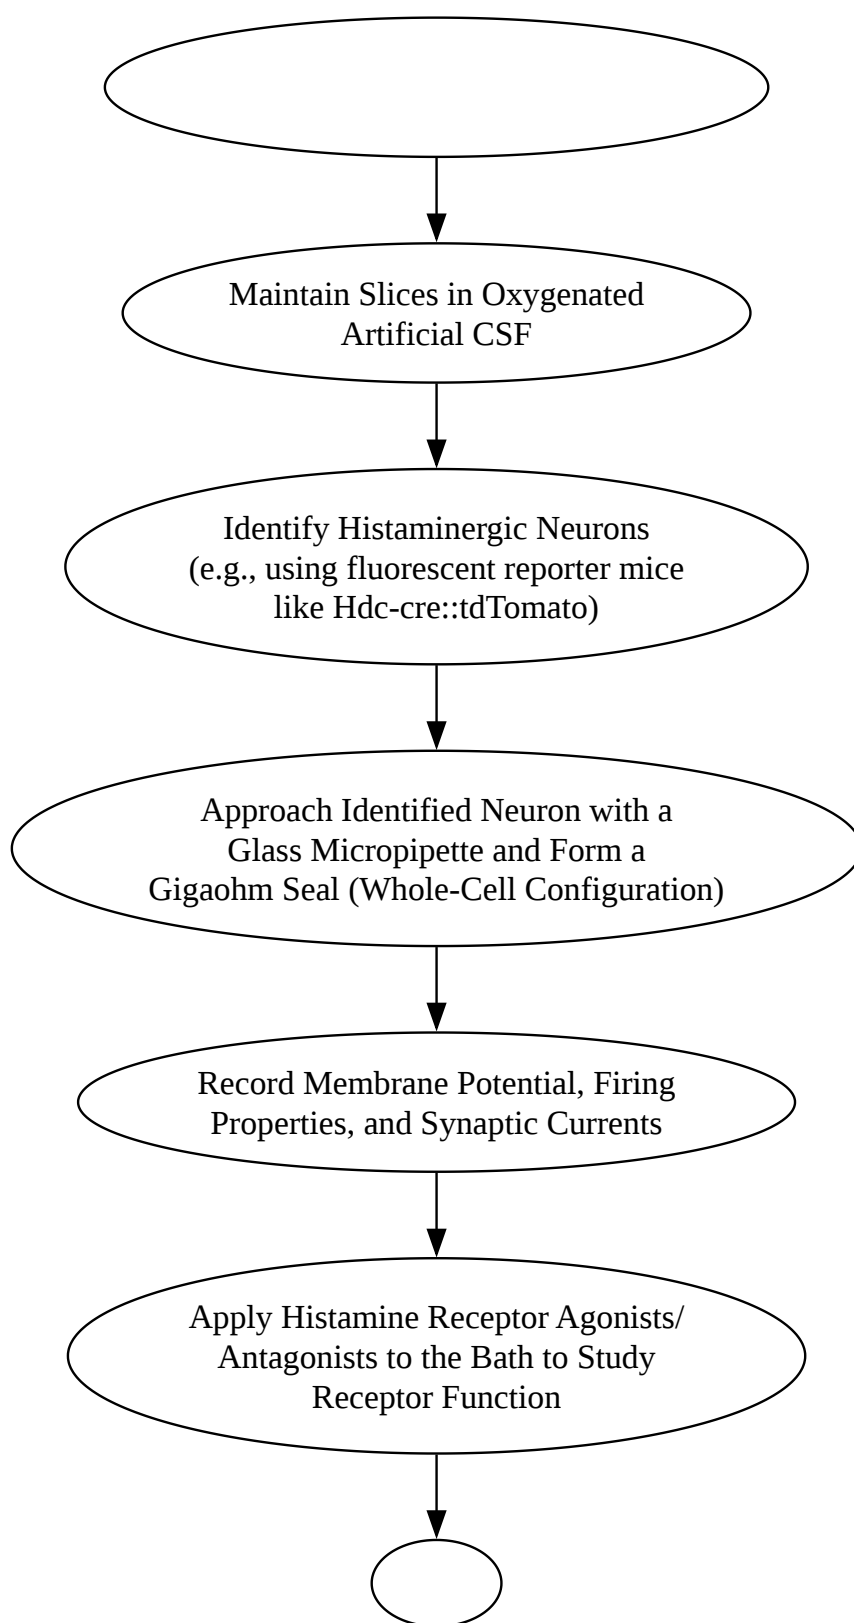 Maintain Slices in Oxygenated
Artificial CSF
Identify Histaminergic Neurons
(e.g., using fluorescent reporter mice
like Hdc-cre::tdTomato)
Approach Identified Neuron with a
Glass Micropipette and Form a
Gigaohm Seal (Whole-Cell Configuration)
Record Membrane Potential, Firing
Properties, and Synaptic Currents
Apply Histamine Receptor Agonists/
Antagonists to the Bath to Study
Receptor Function